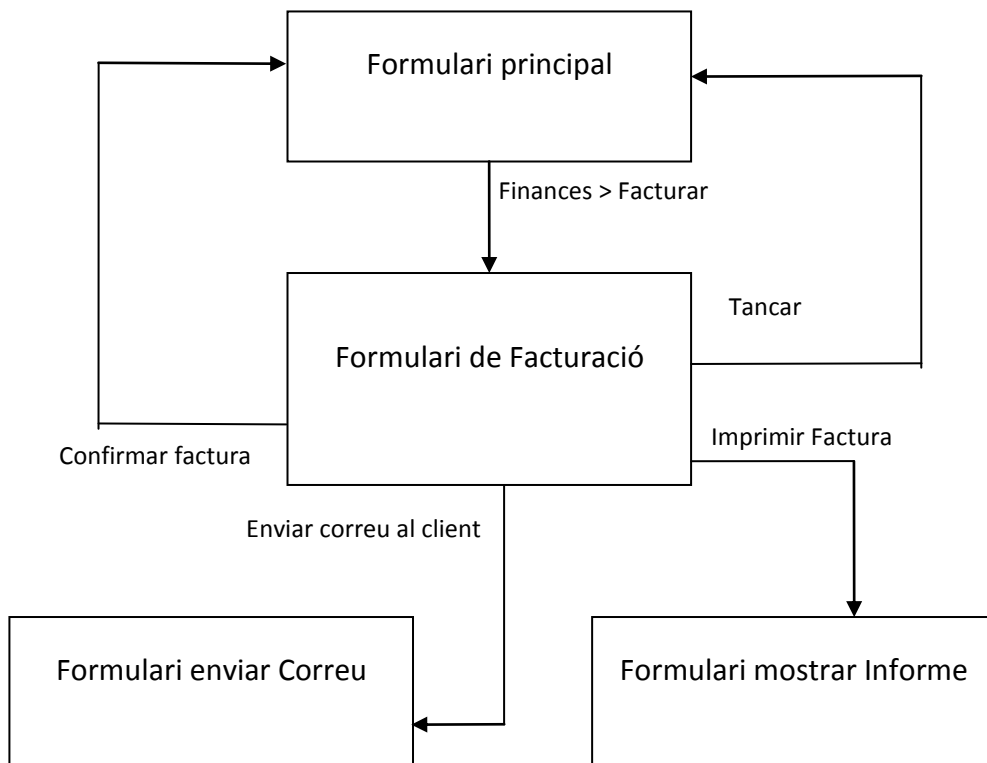 Formulari principal
Finances > Facturar
Tancar
Formulari de Facturació
Imprimir Factura
Confirmar factura
Enviar correu al client
Formulari enviar Correu
Formulari mostrar Informe